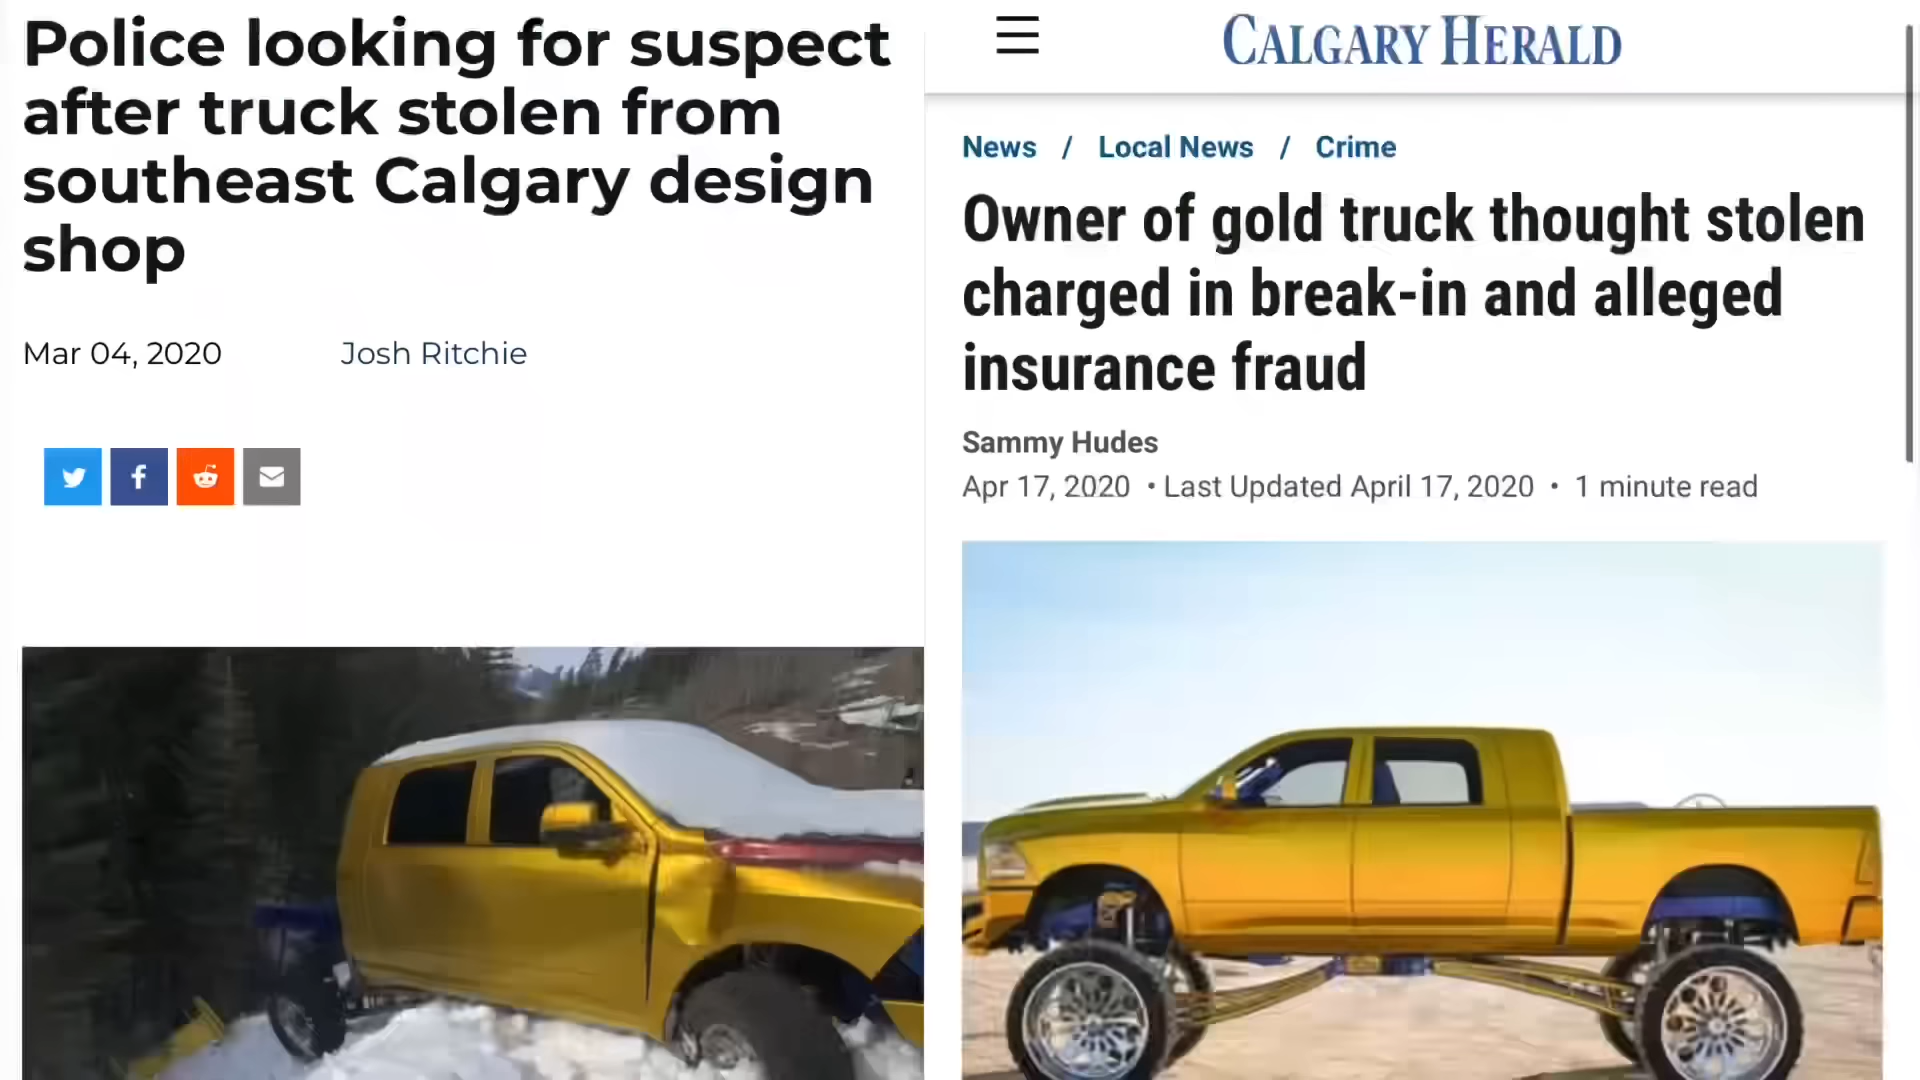 Police looking for suspect
after truck stolen from
southeast Calgary design
shop
Mar 04, 2020 Josh Ritchie
CALGARY HERALD
News / Local News / Crime
Owner of gold truck thought stolen
charged in break-in and alleged
insurance fraud
Sammy Hudes
Apr 17, 2020 • Last Updated April 17, 2020 • 1 minute read